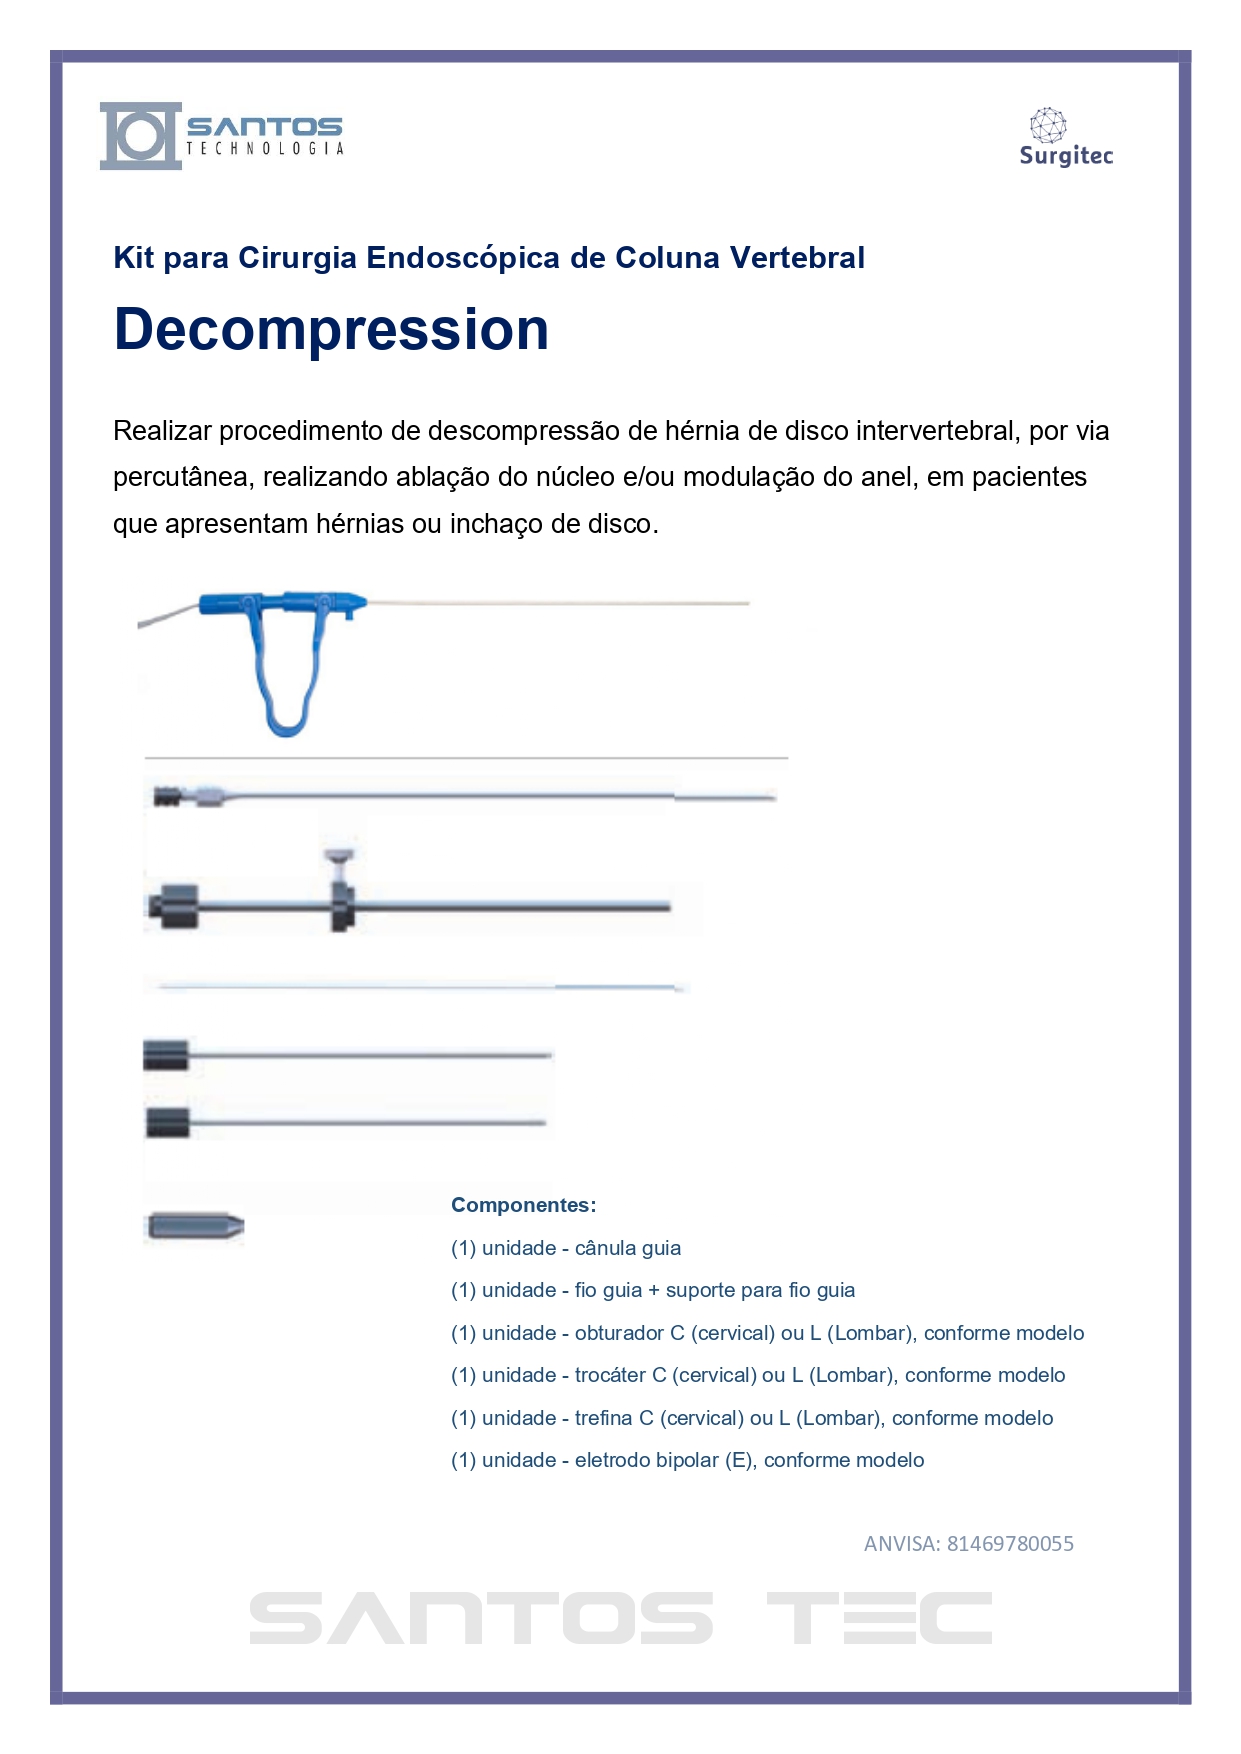 SANTOS
TECHNOLOGIA
Surgitec
Kit para Cirurgia Endoscópica de Coluna Vertebral
Decompression
Realizar procedimento de descompressão de hérnia de disco intervertebral, por via
percutânea, realizando ablação do núcleo e/ou modulação do anel, em pacientes
que apresentam hérnias ou inchaço de disco.
Componentes:
(1) unidade - cânula guia
(1) unidade - fio guia + suporte para fio guia
(1) unidade - obturador C (cervical) ou L (Lombar), conforme modelo
(1) unidade - trocáter C (cervical) ou L (Lombar), conforme modelo
(1) unidade - trefina C (cervical) ou L (Lombar), conforme modelo
(1) unidade - eletrodo bipolar (E), conforme modelo
ANVISA: 81469780055
SANTOS TEC